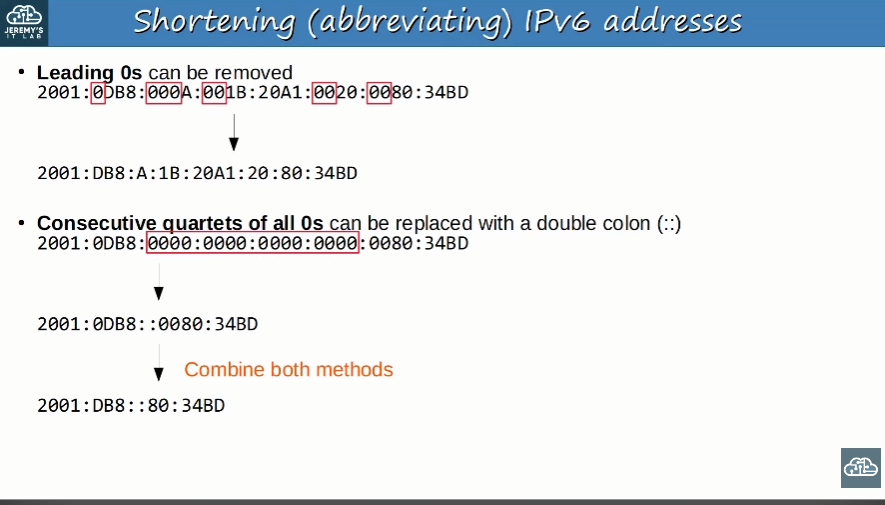 JEREMY'S
IT LAB
Shortening (abbreviating) IPv6 addresses
• Leading 0s can be removed
2001:0DB8:000A:001B:20A1:0020:0080:34BD
2001:DB8:A:1B:20A1:20:80:34BD
• Consecutive quartets of all 0s can be replaced with a double colon (::)
2001:0DB8:0000:0000:0000:0000:0080:34BD
2001:0DB8::0080:34BD
Combine both methods
2001:DB8::80:34BD